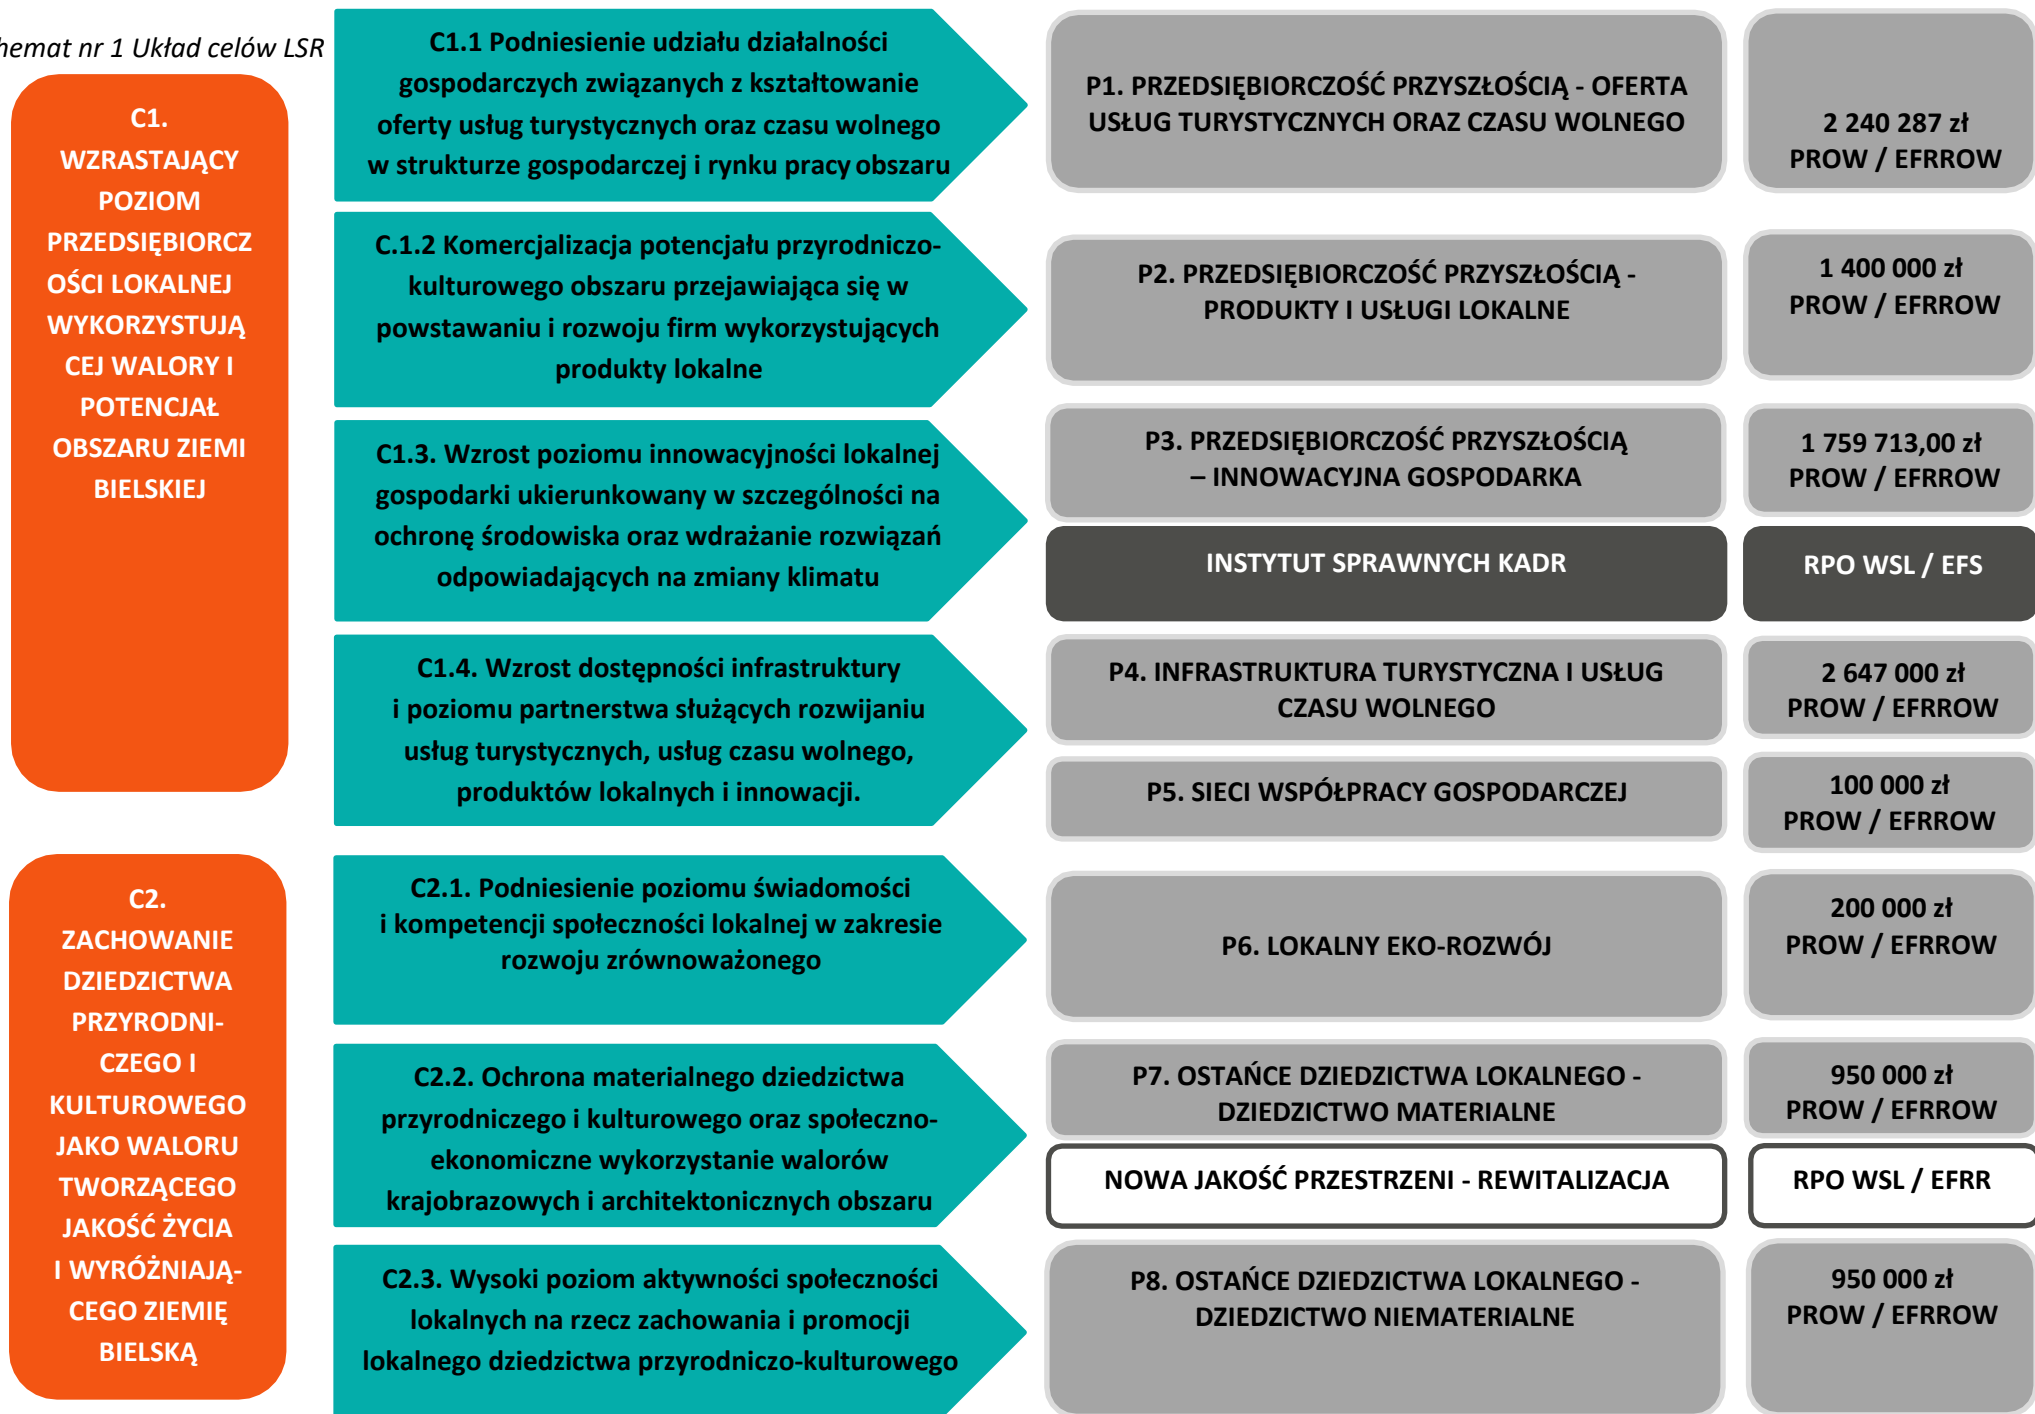 hemat nr 1 Układ celów LSR
C1.
WZRASTAJĄCY
POZIOM
PRZEDSIĘBIORCZ
OŚCI LOKALNEJ
WYKORZYSTUJĄ
CEJ WALORY I
POTENCJAŁ
OBSZARU ZIEMI
BIELSKIEJ
C1.1 Podniesienie udziału działalności
gospodarczych związanych z kształtowanie
oferty usług turystycznych oraz czasu wolnego
w strukturze gospodarczej i rynku pracy obszaru
P1. PRZEDSIĘBIORCZOŚĆ PRZYSZŁOŚCIĄ - OFERTA
USŁUG TURYSTYCZNYCH ORAZ CZASU WOLNEGO
2 240 287 zł
PROW / EFRROW
C.1.2 Komercjalizacja potencjału przyrodniczo-
kulturowego obszaru przejawiająca się w
powstawaniu i rozwoju firm wykorzystujących
produkty lokalne
P2. PRZEDSIĘBIORCZOŚĆ PRZYSZŁOŚCIĄ -
PRODUKTY I USŁUGI LOKALNE
1 400 000 zł
PROW / EFRROW
C1.3. Wzrost poziomu innowacyjności lokalnej
gospodarki ukierunkowany w szczególności na
ochronę środowiska oraz wdrażanie rozwiązań
odpowiadających na zmiany klimatu
P3. PRZEDSIĘBIORCZOŚĆ PRZYSZŁOŚCIĄ
– INNOWACYJNA GOSPODARKA
1 759 713,00 zł
PROW / EFRROW
INSTYTUT SPRAWNYCH KADR
RPO WSL / EFS
C1.4. Wzrost dostępności infrastruktury
i poziomu partnerstwa służących rozwijaniu
usług turystycznych, usług czasu wolnego,
produktów lokalnych i innowacji.
P4. INFRASTRUKTURA TURYSTYCZNA I USŁUG
CZASU WOLNEGO
2 647 000 zł
PROW / EFRROW
P5. SIECI WSPÓŁPRACY GOSPODARCZEJ
100 000 zł
PROW / EFRROW
C2.
ZACHOWANIE
DZIEDZICTWA
PRZYRODNI-
CZEGO I
KULTUROWEGO
JAKO WALORU
TWORZĄCEGO
JAKOŚĆ ŻYCIA
I WYRÓŻNIAJĄ-
CEGO ZIEMIĘ
BIELSKĄ
C2.1. Podniesienie poziomu świadomości
i kompetencji społeczności lokalnej w zakresie
rozwoju zrównoważonego
P6. LOKALNY EKO-ROZWÓJ
200 000 zł
PROW / EFRROW
C2.2. Ochrona materialnego dziedzictwa
przyrodniczego i kulturowego oraz społeczno-
ekonomiczne wykorzystanie walorów
krajobrazowych i architektonicznych obszaru
P7. OSTAŃCE DZIEDZICTWA LOKALNEGO -
DZIEDZICTWO MATERIALNE
950 000 zł
PROW / EFRROW
NOWA JAKOŚĆ PRZESTRZENI - REWITALIZACJA
RPO WSL / EFRR
C2.3. Wysoki poziom aktywności społeczności
lokalnych na rzecz zachowania i promocji
lokalnego dziedzictwa przyrodniczo-kulturowego
P8. OSTAŃCE DZIEDZICTWA LOKALNEGO -
DZIEDZICTWO NIEMATERIALNE
950 000 zł
PROW / EFRROW